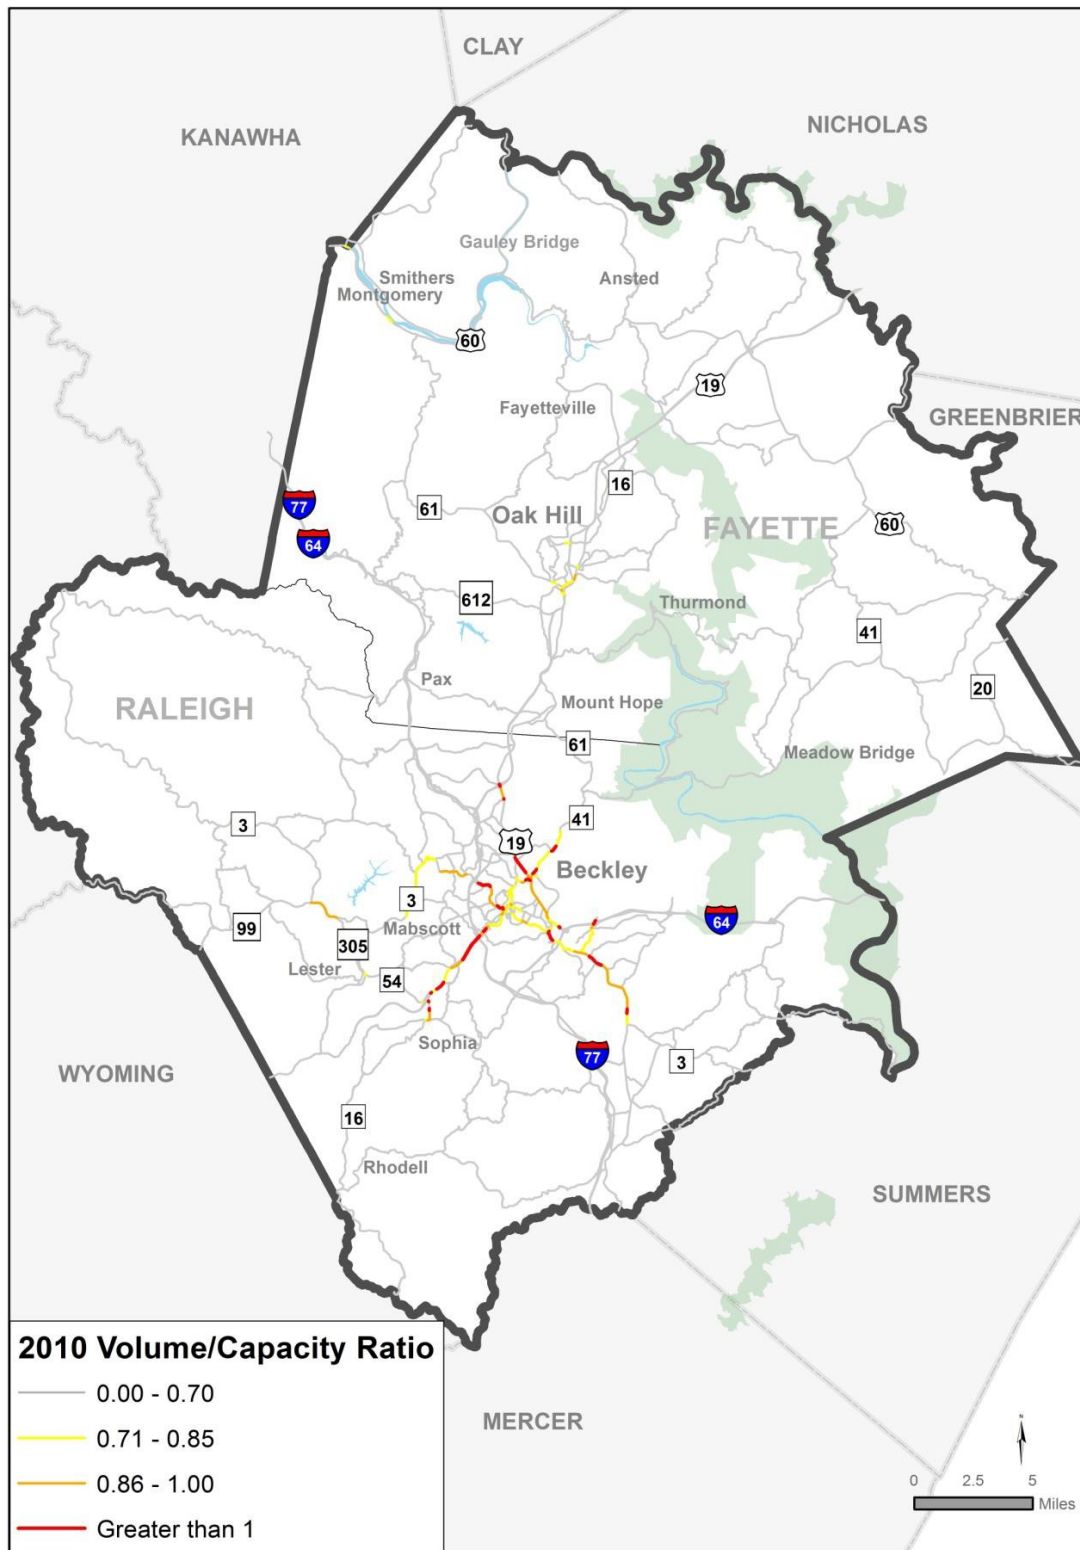 CLAY
NICHOLAS
KANAWHA
Gauley Bridge
Smithers
Ansted
Montgomery
60
19
Fayetteville
GREENBRIER
16
77
61
Oak Hill
FAYETTE
60
64
612
Thurmond
41
Pax
20
RALEIGH
Mount Hope
61
Meadow Bridge
3
41
19
Beckley
3
64
99
Mabscott
305
Lester
54
Sophia
77
3
WYOMING
16
Rhodell
SUMMERS
MERCER
2010 Volume/Capacity Ratio
0.00 - 0.70
0.71 - 0.85
0.86 - 1.00
Greater than 1
N
0 2.5 5
Miles